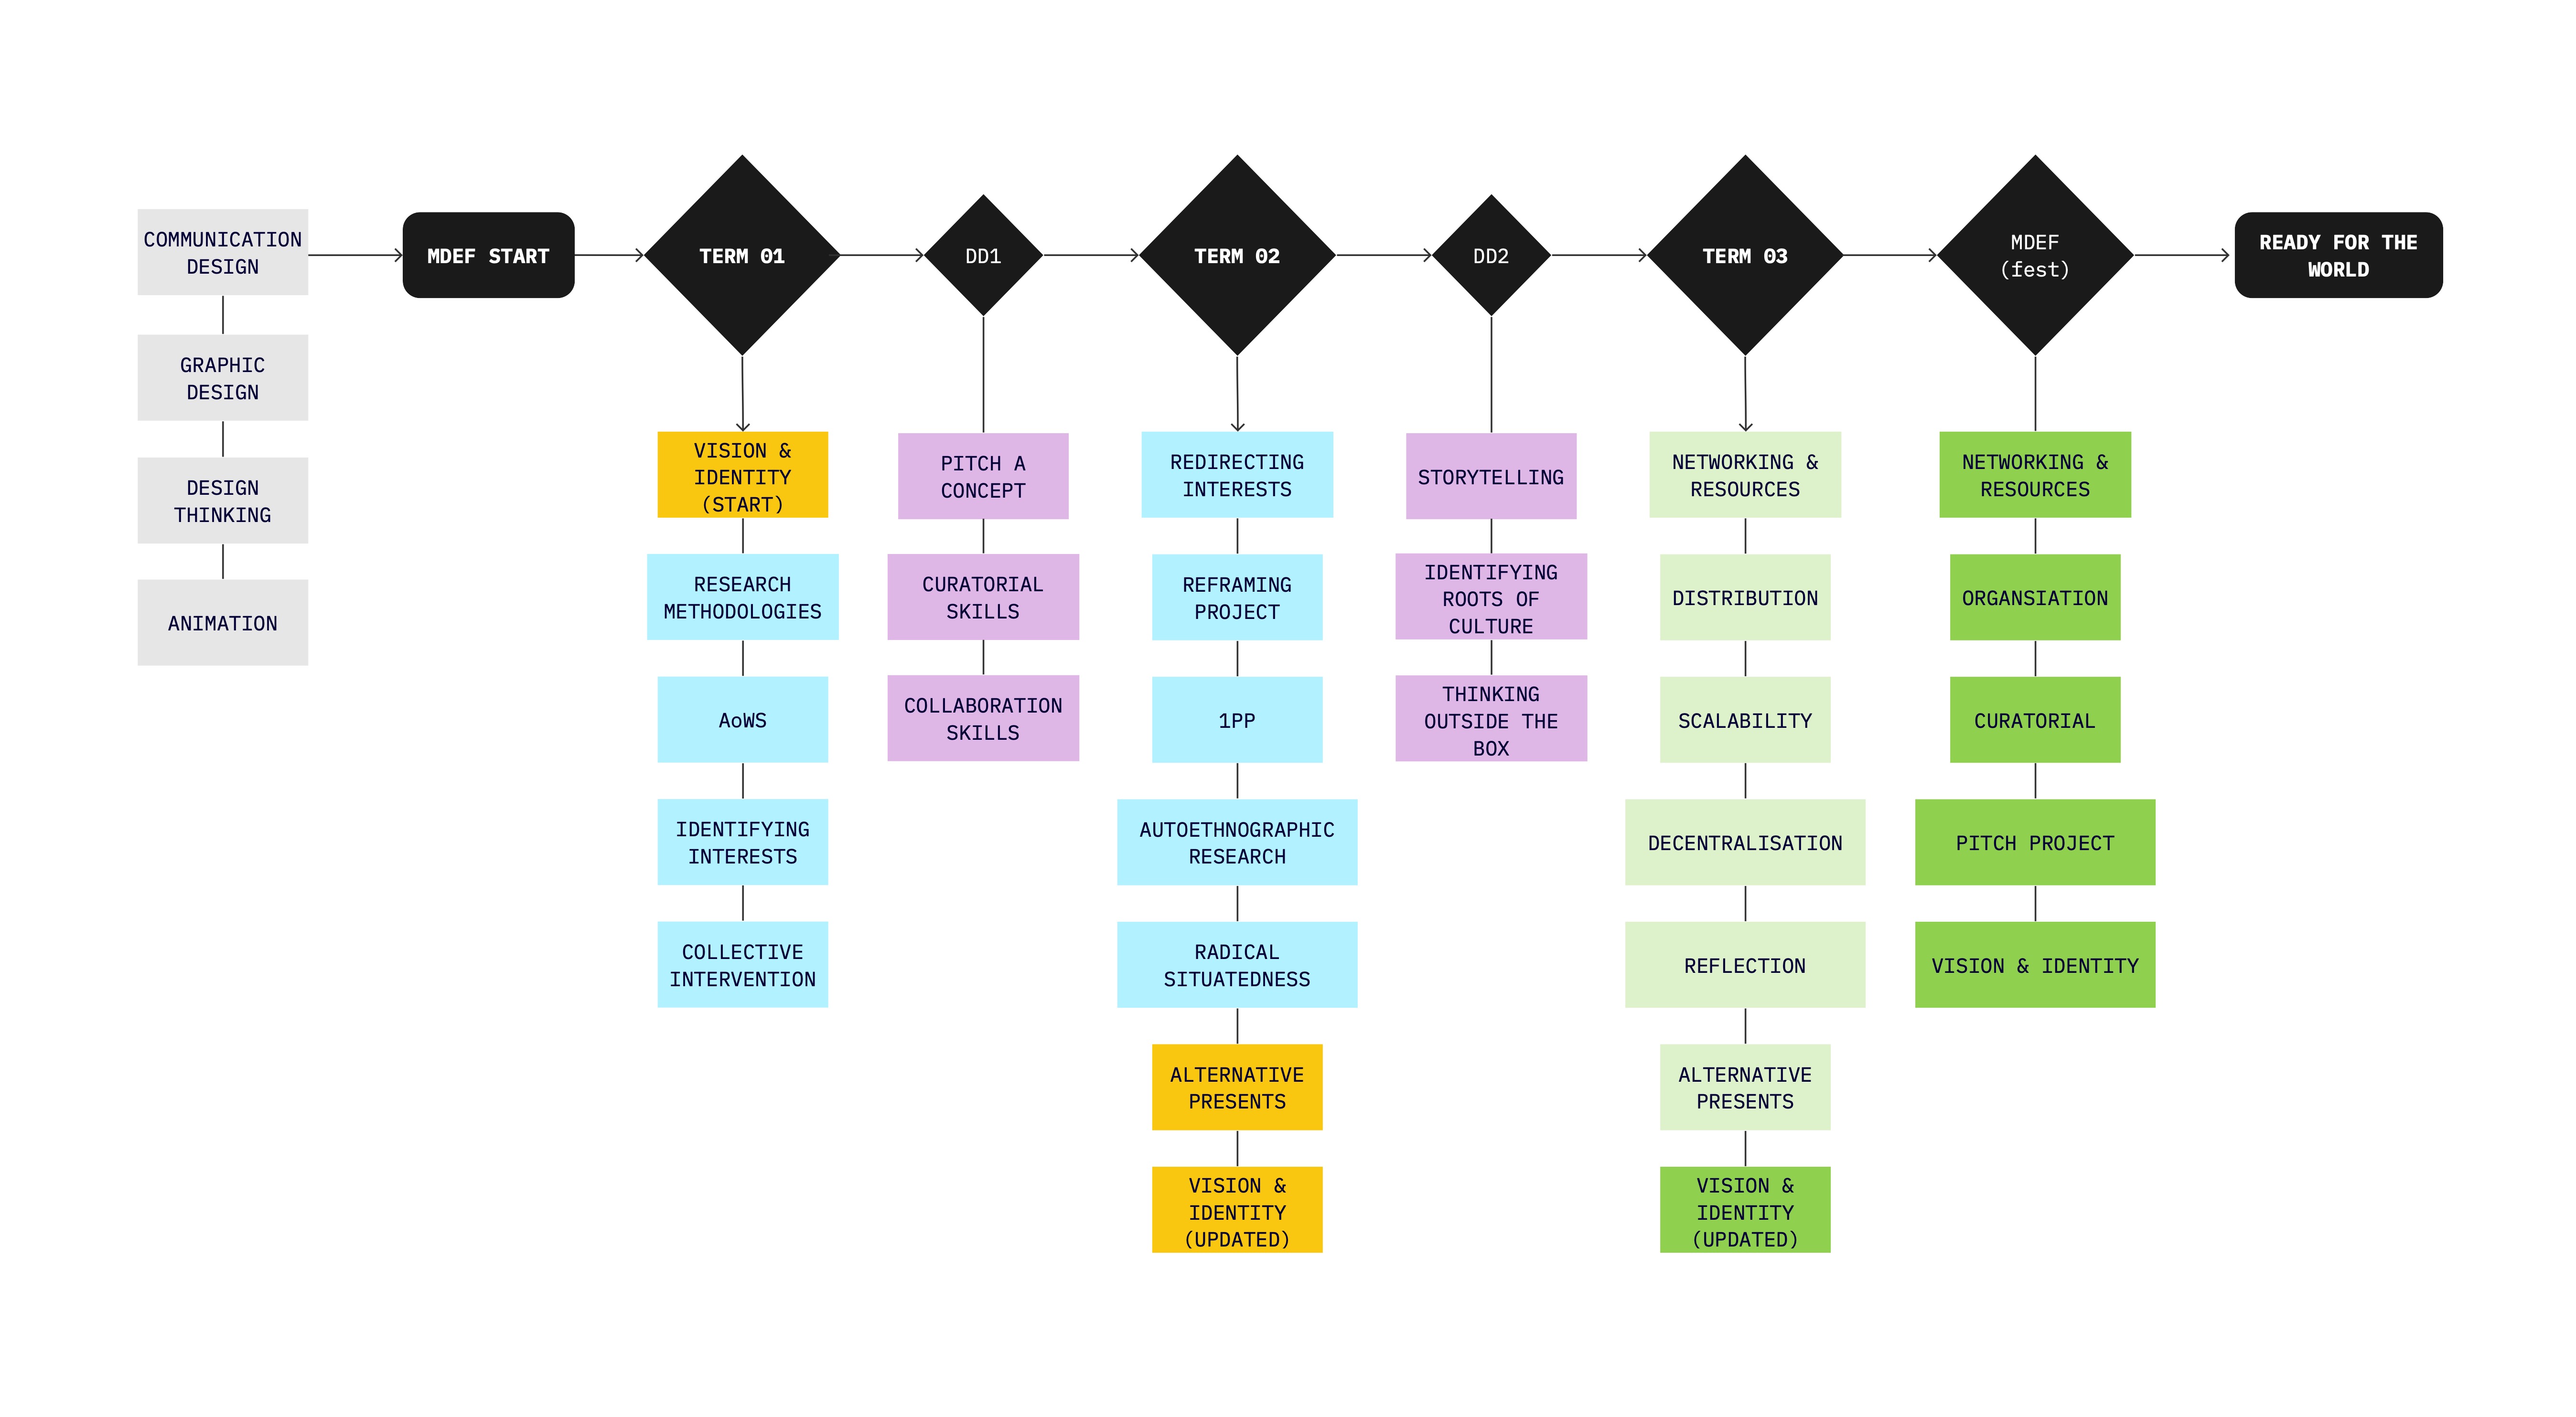 COMMUNICATION
DESIGN
GRAPHIC
DESIGN
DESIGN
THINKING
ANIMATION
MDEF START
TERM 01
VISION &
IDENTITY
(START)
RESEARCH
METHODOLOGIES
AoWS
IDENTIFYING
INTERESTS
COLLECTIVE
INTERVENTION
DD1
PITCH A
CONCEPT
CURATORIAL
SKILLS
COLLABORATION
SKILLS
TERM 02
REDIRECTING
INTERESTS
REFRAMING
PROJECT
1PP
AUTOETHNOGRAPHIC
RESEARCH
RADICAL
SITUATEDNESS
ALTERNATIVE
PRESENTS
VISION &
IDENTITY
(UPDATED)
DD2
STORYTELLING
IDENTIFYING
ROOTS OF
CULTURE
THINKING
OUTSIDE THE
BOX
TERM 03
NETWORKING &
RESOURCES
DISTRIBUTION
SCALABILITY
DECENTRALISATION
REFLECTION
ALTERNATIVE
PRESENTS
VISION &
IDENTITY
(UPDATED)
MDEF
(fest)
NETWORKING &
RESOURCES
ORGANSIATION
CURATORIAL
PITCH PROJECT
VISION & IDENTITY
READY FOR THE
WORLD